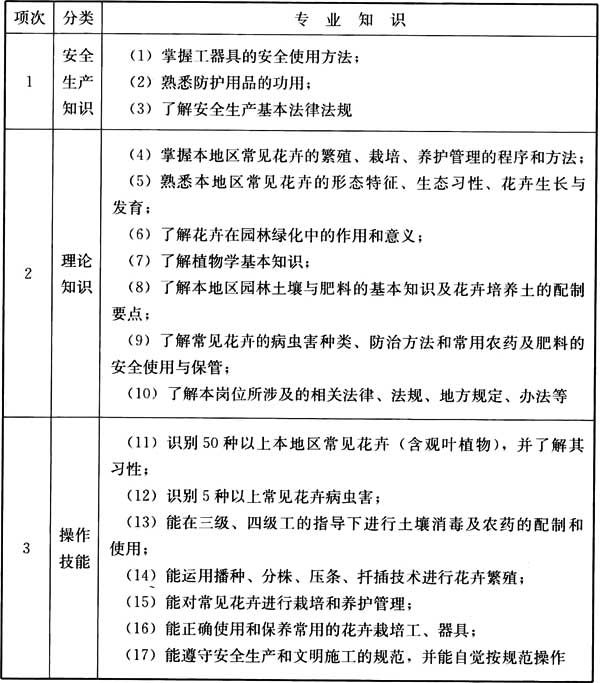 项次 分类 专业知识
1
安全
生产
知识
(1) 掌握工器具的安全使用方法；
(2) 熟悉防护用品的功用；
(3) 了解安全生产基本法律法规
2
理论
知识
(4) 掌握本地区常见花卉的繁殖、栽培、养护管理的程序和方法；
(5) 熟悉本地区常见花卉的形态特征、生态习性、花卉生长与
发育；
(6) 了解花卉在园林绿化中的作用和意义；
(7) 了解植物学基本知识；
(8) 了解本地区园林土壤与肥料的基本知识及花卉培养土的配制
要点；
(9) 了解常见花卉的病虫害种类、防治方法和常用农药及肥料的
安全使用与保管；
(10) 了解本岗位所涉及的相关法律、法规、地方规定、办法等
3
操作
技能
(11) 识别 50 种以上本地区常见花卉（含观叶植物），并了解其
习性；
(12) 识别 5 种以上常见花卉病虫害；
(13) 能在三级、四级工的指导下进行土壤消毒及农药的配制和
使用；
(14) 能运用播种、分株、压条、扦插技术进行花卉繁殖；
(15) 能对常见花卉进行栽培和养护管理；
(16) 能正确使用和保养常用的花卉栽培工、器具；
(17) 能遵守安全生产和文明施工的规范，并能自觉按规范操作